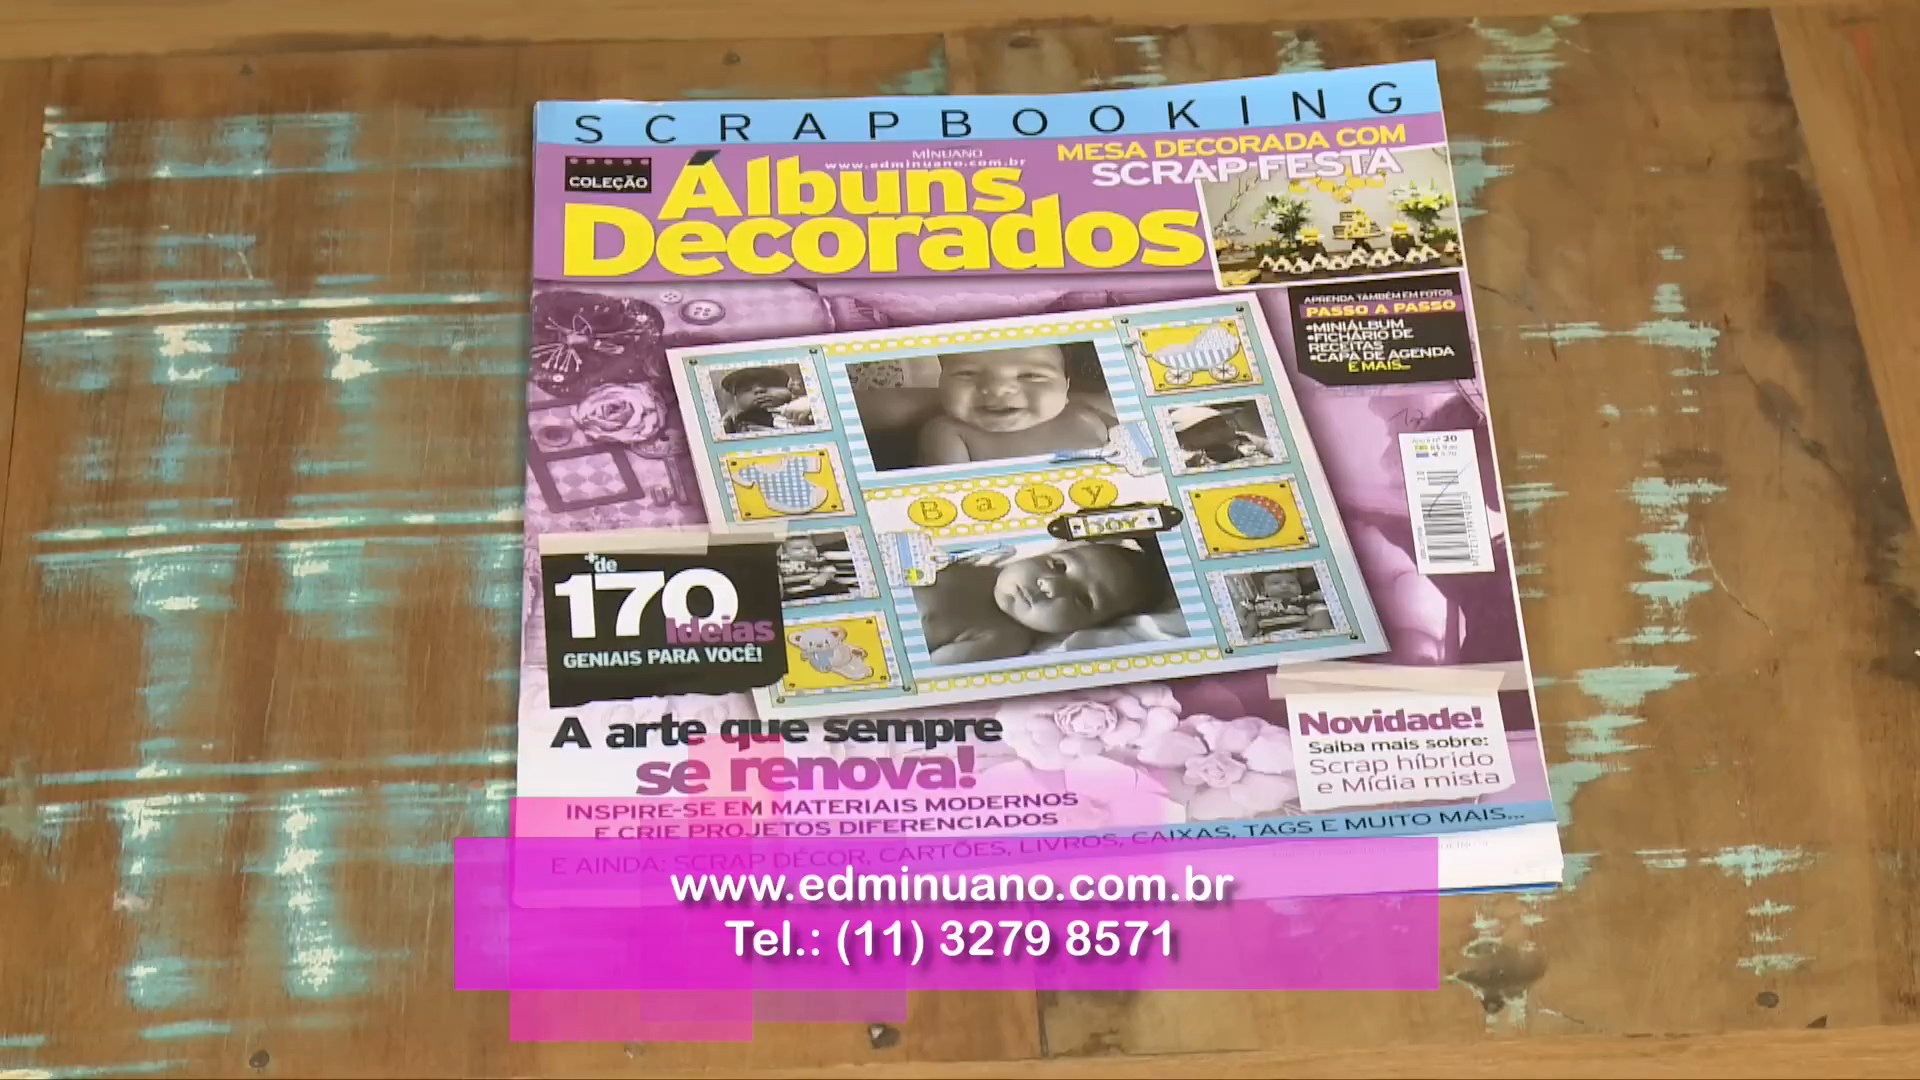 SCRAPBOOKING
MINUANO
www.edminuano.com.br
COLEÇÃO
Álbuns
Decorados
MESA DECORADA COM
SCRAP FESTA
APRENDA TAMBÉM EM FOTOS
PASSO A PASSO
•MINIÁLBUM
•FICHÁRIO DE
RECEITAS
•CAPA DE AGENDA
E MAIS...
Baby
boy
+de
170
Ideias
GENIAIS PARA VOCÊ!
A arte que sempre
se renova!
INSPIRE-SE EM MATERIAIS MODERNOS
E CRIE PROJETOS DIFERENCIADOS
Novidade!
Saiba mais sobre:
Scrap híbrido
e Mídia mista
E AINDA: SCRAP DÉCOR, CARTÕES, LIVROS, CAIXAS, TAGS E MUITO MAIS...
www.edminuano.com.br
Tel.: (11) 3279 8571